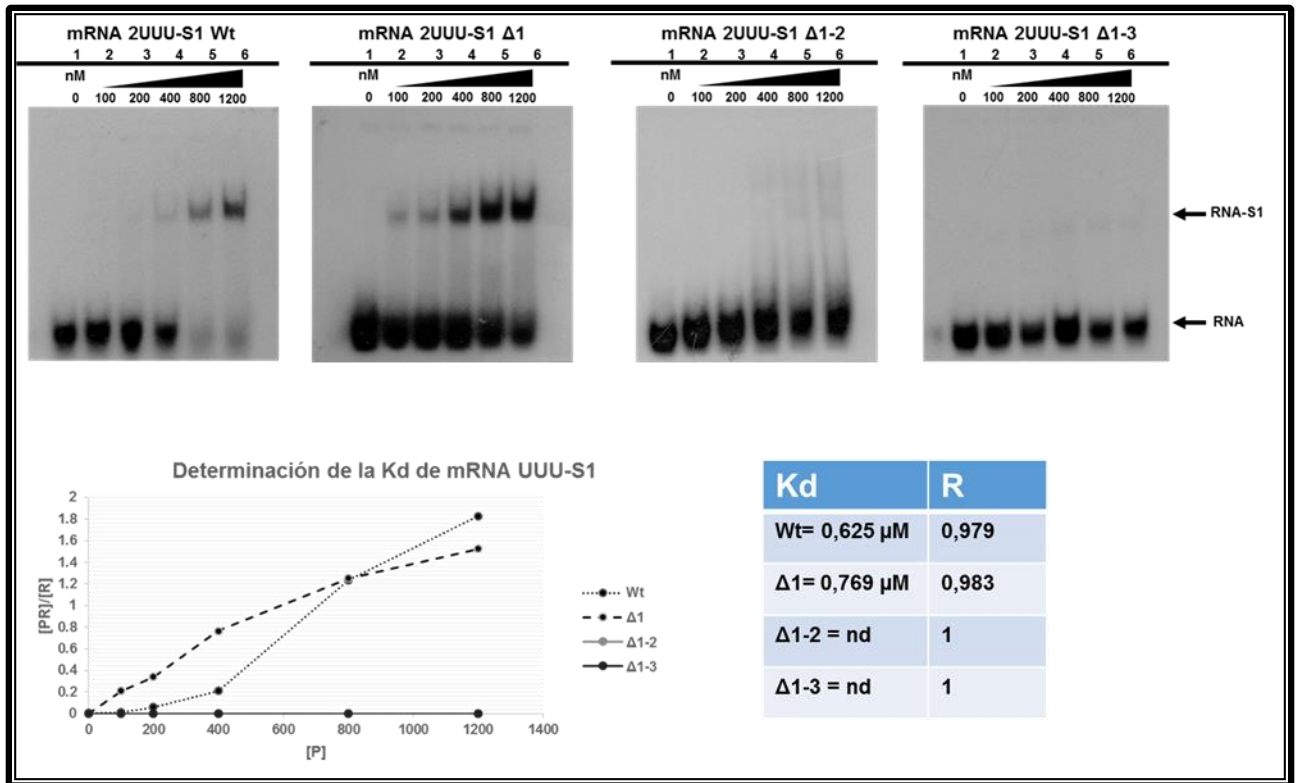 mRNA 2UUU-S1 Wt
1 2 3 4 5 6
nM
0 100 200 400 800 1200
mRNA 2UUU-S1 Δ1
1 2 3 4 5 6
nM
0 100 200 400 800 1200
mRNA 2UUU-S1 Δ1-2
1 2 3 4 5 6
nM
0 100 200 400 800 1200
mRNA 2UUU-S1 Δ1-3
1 2 3 4 5 6
nM
0 100 200 400 800 1200
RNA-S1
RNA
Determinación de la Kd de mRNA UUU-S1
[PR]/[R]
2
1.8
1.6
1.4
1.2
1
0.8
0.6
0.4
0.2
0
0 200 400 600 800 1000 1200 1400
[P]
Wt
Δ1
Δ1-2
Δ1-3
Kd R
Wt= 0,625 µM 0,979
Δ1= 0,769 µM 0,983
Δ1-2 = nd 1
Δ1-3 = nd 1